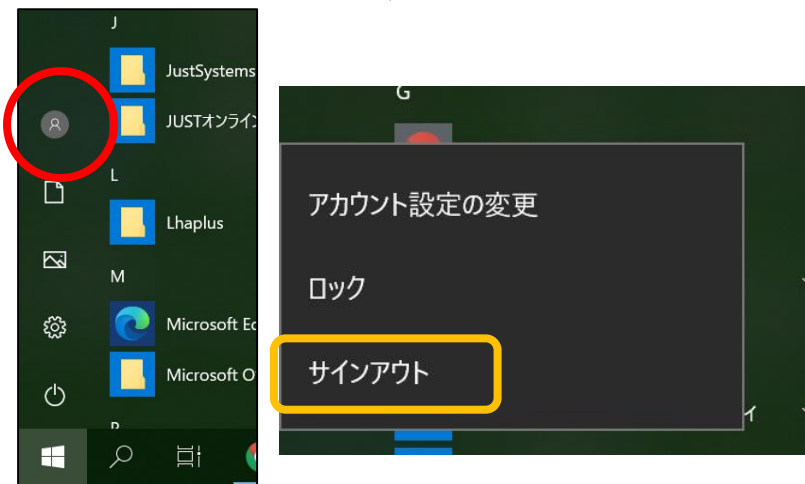 J
JustSystems
JUSTオンライン
L
Lhaplus
M
Microsoft Ed
Microsoft O
G
アカウント設定の変更
ロック
サインアウト
イ